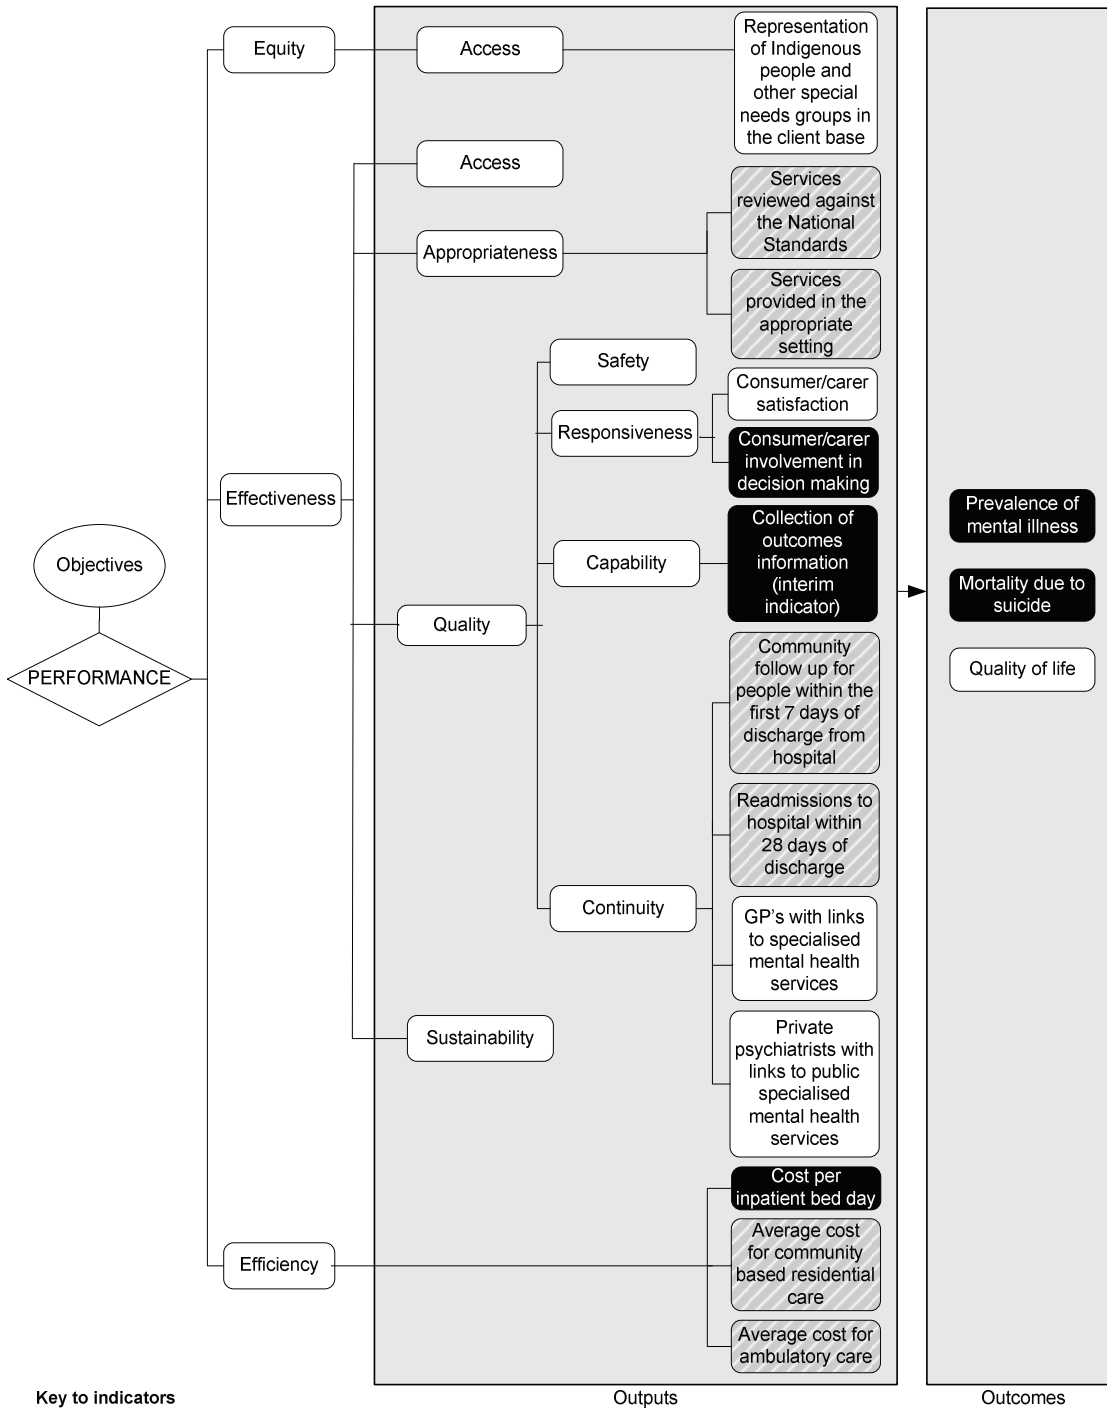 Equity
Access
Representation
of Indigenous
people and
other special
needs groups in
the client base
Access
Appropriateness
Services
reviewed against
the National
Standards
Services
provided in the
appropriate
setting
Safety
Responsiveness
Consumer/carer
satisfaction
Consumer/carer
involvement in
decision making
Effectiveness
Capability
Collection of
outcomes
information
(interim
indicator)
Quality
Community
follow up for
people within the
first 7 days of
discharge from
hospital
Readmissions to
hospital within
28 days of
discharge
Continuity
GP's with links
to specialised
mental health
services
Private
psychiatrists with
links to public
specialised
mental health
services
Sustainability
Objectives
PERFORMANCE
Efficiency
Cost per
inpatient bed day
Average cost
for community
based residential
care
Average cost for
ambulatory care
Prevalence of
mental illness
Mortality due to
suicide
Quality of life
Key to indicators
Outputs
Outcomes